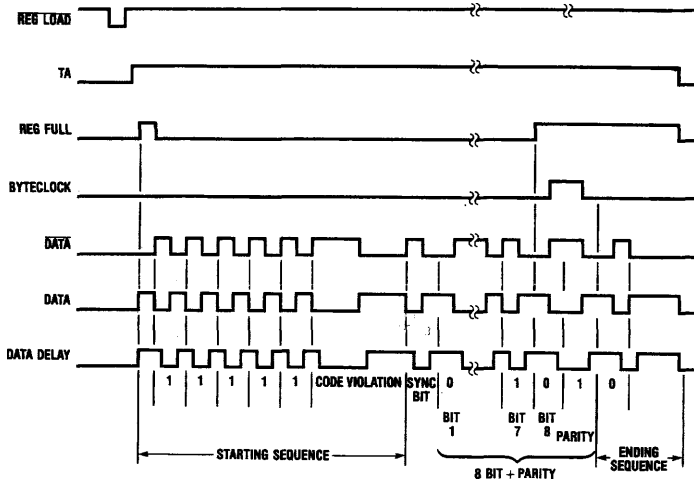 REG LOAD
TA
REG FULL
BYTECLOCK
DATA
DATA
DATA DELAY
1 1 1 1 1 CODE VIOLATION SYNC BIT 0 1 0 1 0
BIT 1
BIT 7
BIT 8
PARITY
STARTING SEQUENCE
8 BIT + PARITY
ENDING SEQUENCE